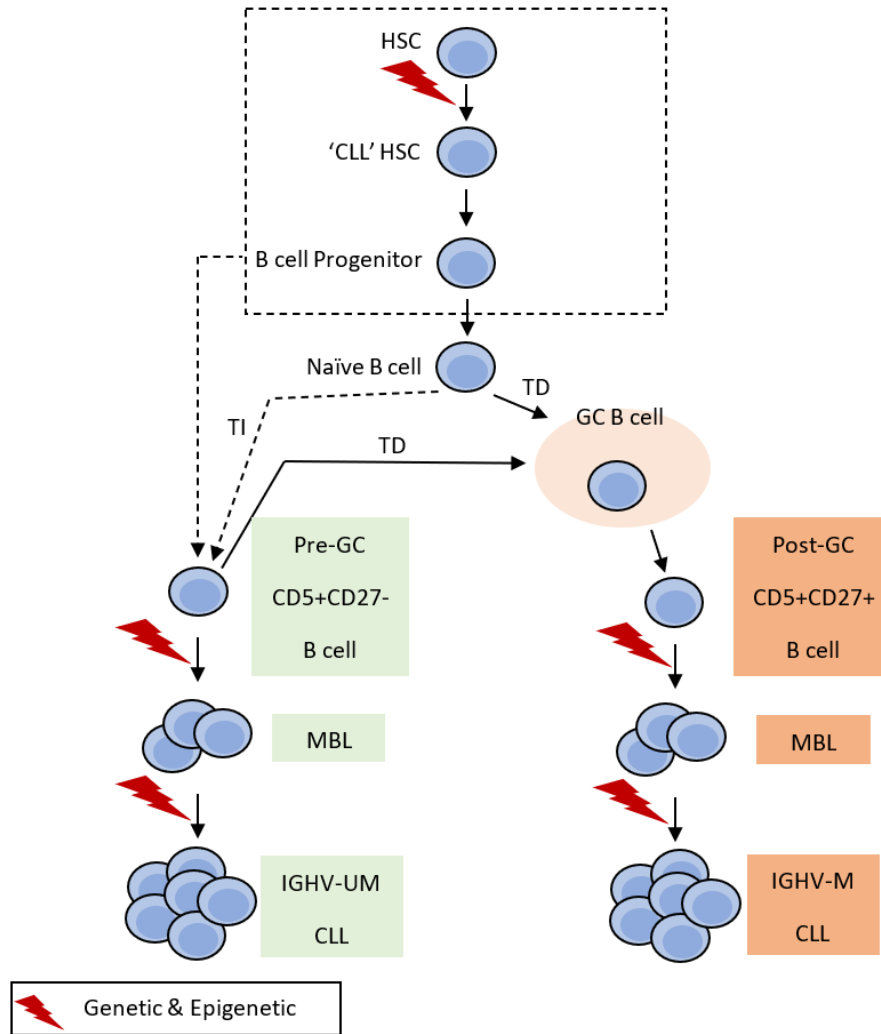 HSC
‘CLL’ HSC
B cell Progenitor
Naïve B cell
TD
GC B cell
TI
TD
Pre-GC
CD5+CD27-
B cell
Post-GC
CD5+CD27+
B cell
MBL
MBL
IGHV-UM
CLL
IGHV-M
CLL
Genetic & Epigenetic